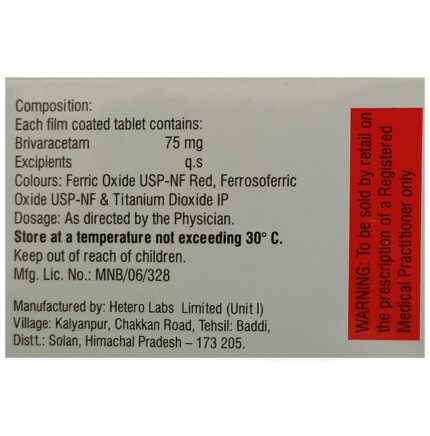 Composition:
Each film coated tablet contains:
Brivaracetam 75 mg
Excipients q.s
Colours: Ferric Oxide USP-NF Red, Ferrosoferric
Oxide USP-NF & Titanium Dioxide IP
Dosage: As directed by the Physician.
Store at a temperature not exceeding 30° C.
Keep out of reach of children.
Mfg. Lic. No.: MNB/06/328
Manufactured by: Hetero Labs Limited (Unit I)
Village: Kalyanpur, Chakkan Road, Tehsil: Baddi,
Distt.: Solan, Himachal Pradesh – 173 205.
WARNING: To be sold by retail on
the prescription of a Registered
Medical Practitioner only.